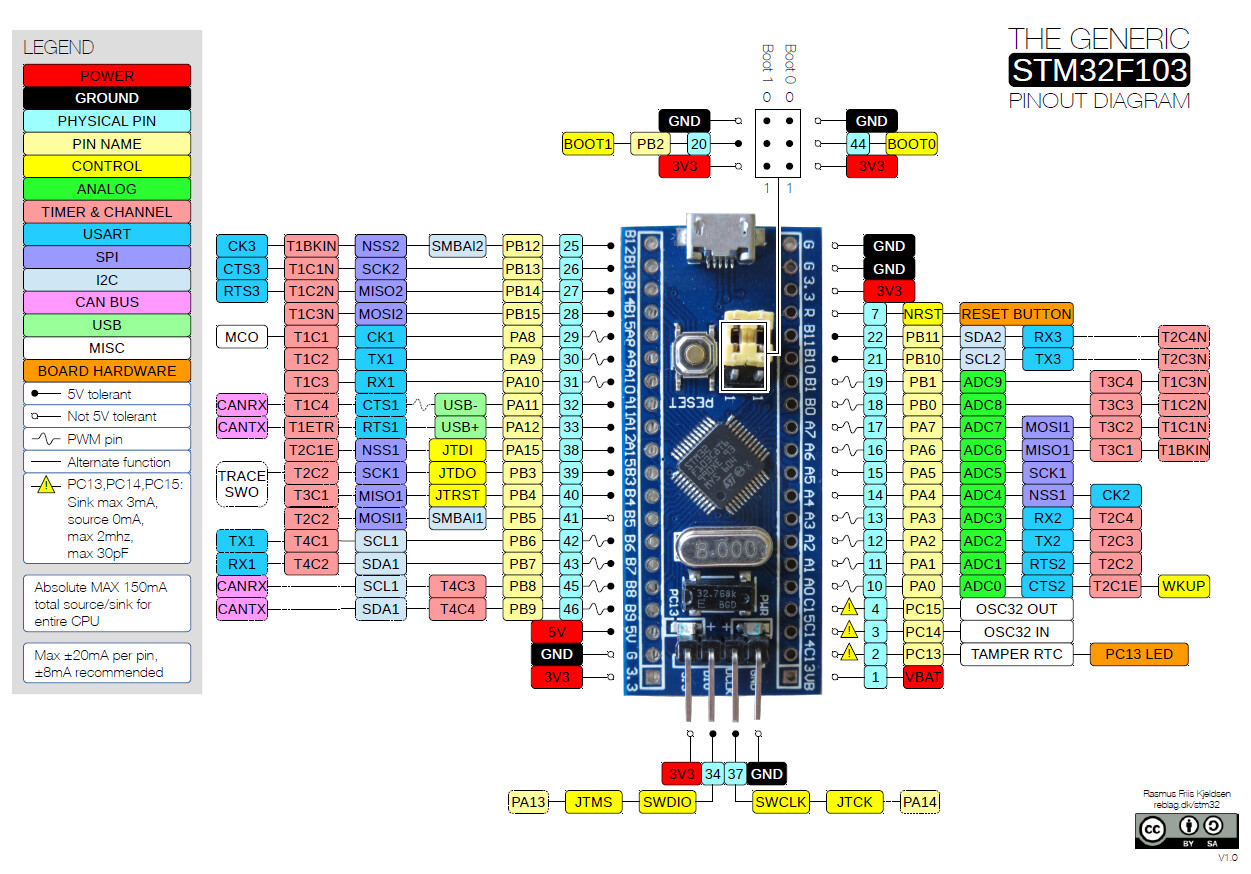 THE GENERIC
STM32F103
PINOUT DIAGRAM
LEGEND
POWER
GROUND
PHYSICAL PIN
PIN NAME
CONTROL
ANALOG
TIMER & CHANNEL
USART
SPI
I2C
CAN BUS
USB
MISC
BOARD HARDWARE
5V tolerant
Not 5V tolerant
PWM pin
Alternate function
PC13,PC14,PC15:
Sink max 3mA,
source 0mA,
max 2mhz,
max 30pF
Absolute MAX 150mA
total source/sink for
entire CPU
Max ±20mA per pin,
±8mA recommended
Boot 1 Boot 0
0 0
GND GND
BOOT1 PB2 20 44 BOOT0
3V3 3V3
1 1
CK3 T1BKIN NSS2 SMBAI2 PB12 25
CTS3 T1C1N SCK2 PB13 26
RTS3 T1C2N MISO2 PB14 27
T1C3N MOSI2 PB15 28
MCO T1C1 CK1 PA8 29
T1C2 TX1 PA9 30
T1C3 RX1 PA10 31
CANRX T1C4 CTS1 USB- PA11 32
CANTX T1ETR RTS1 USB+ PA12 33
T2C1E NSS1 JTDI PA15 38
TRACE
SWO
T2C2 SCK1 JTDO PB3 39
T3C1 MISO1 JTRST PB4 40
T2C2 MOSI1 SMBAI1 PB5 41
TX1 T4C1 SCL1 PB6 42
RX1 T4C2 SDA1 PB7 43
CANRX SCL1 T4C3 PB8 45
CANTX SDA1 T4C4 PB9 46
5V
GND
3V3
B12 B13 B14 B15 A8 A9 A10 A11 A12 A15 B3 B4 B5 B6 B7 B8 B9 5V G 3.3
RESET
1 1
8.000
32.768k
BGD
PC13
PWR
G G 3.3 R B11 B10 B1 B0 A7 A6 A5 A4 A3 A2 A1 A0 C15 C14 C13 VB
GND
GND
3V3
7 NRST RESET BUTTON
22 PB11 SDA2 RX3 T2C4N
21 PB10 SCL2 TX3 T2C3N
19 PB1 ADC9 T3C4 T1C3N
18 PB0 ADC8 T3C3 T1C2N
17 PA7 ADC7 MOSI1 T3C2 T1C1N
16 PA6 ADC6 MISO1 T3C1 T1BKIN
15 PA5 ADC5 SCK1
14 PA4 ADC4 NSS1 CK2
13 PA3 ADC3 RX2 T2C4
12 PA2 ADC2 TX2 T2C3
11 PA1 ADC1 RTS2 T2C2
10 PA0 ADC0 CTS2 T2C1E WKUP
4 PC15 OSC32 OUT
3 PC14 OSC32 IN
2 PC13 TAMPER RTC PC13 LED
1 VBAT
3V3 34 37 GND
PA13 JTMS SWDIO SWCLK JTCK PA14
Rasmus Friis Kjeldsen
reblag.dk/stm32
cc BY SA
V1.0